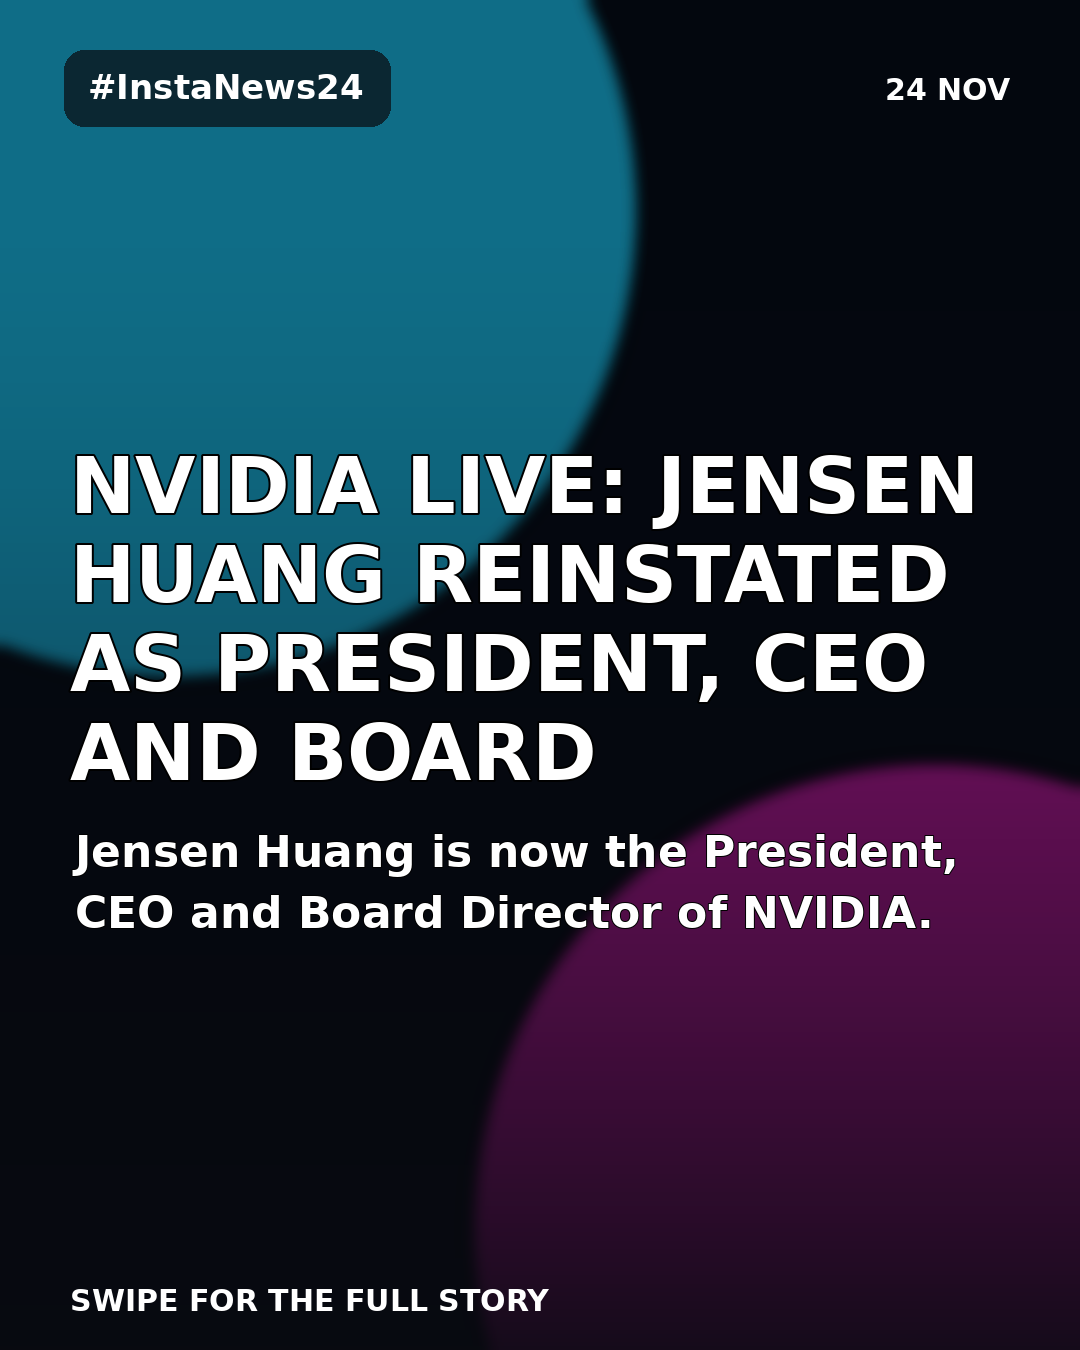 #InstaNews24
24 NOV
NVIDIA LIVE: JENSEN
HUANG REINSTATED
AS PRESIDENT, CEO
AND BOARD
Jensen Huang is now the President,
CEO and Board Director of NVIDIA.
SWIPE FOR THE FULL STORY